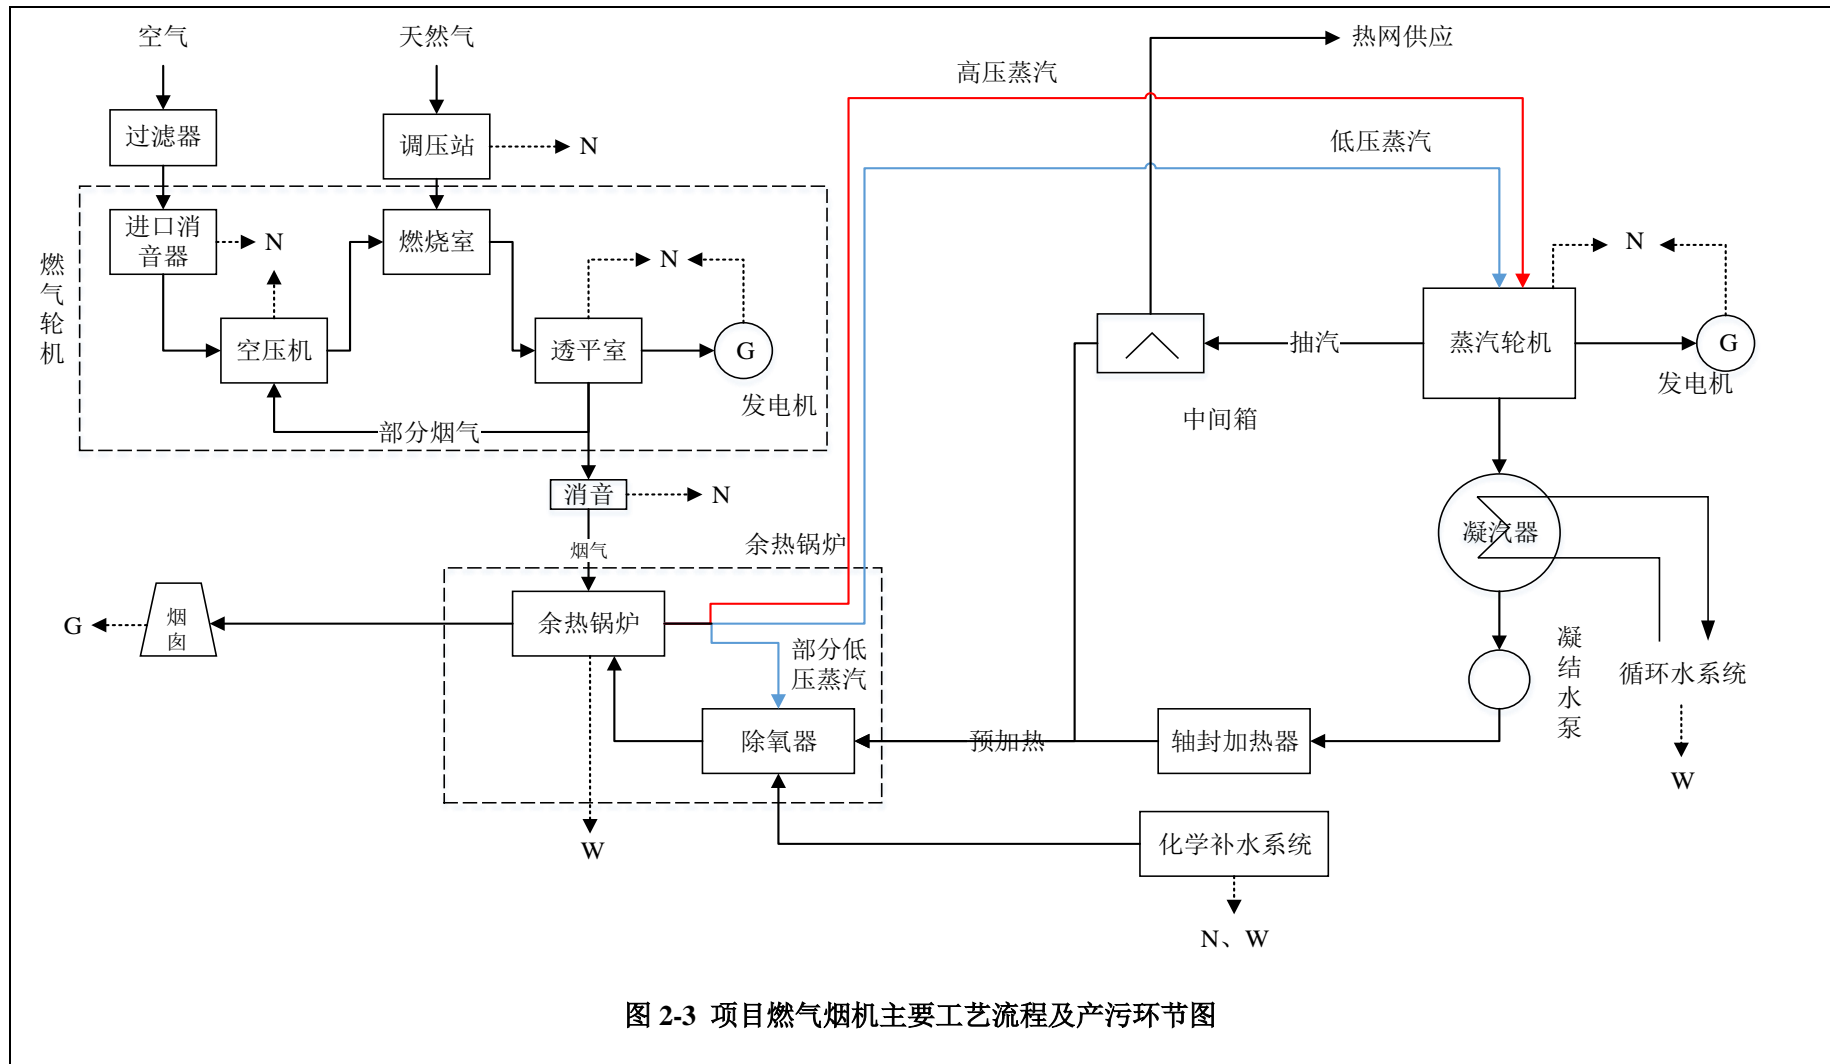 空气
天然气
热网供应
高压蒸汽
过滤器
调压站
N
低压蒸汽
进口消
音器
N
燃烧室
N
N
燃
气
轮
机
空压机
透平室
G
发电机
抽汽
蒸汽轮机
G
发电机
中间箱
部分烟气
消音
N
烟气
余热锅炉
凝汽器
G
烟
囱
余热锅炉
部分低
压蒸汽
凝
结
水
泵
循环水系统
除氧器
预加热
轴封加热器
W
W
化学补水系统
N、W
图 2-3 项目燃气烟机主要工艺流程及产污环节图